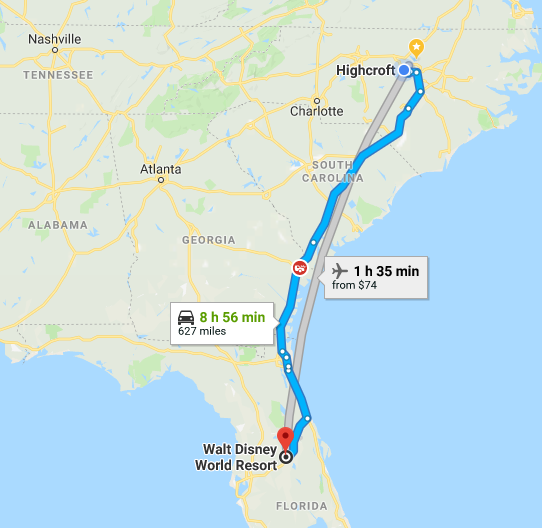 Nashville
TENNESSEE
Highcroft
Charlotte
Atlanta
SOUTH
CAROLINA
ALABAMA
GEORGIA
1 h 35 min
from $74
8 h 56 min
627 miles
Walt Disney
World Resort
FLORIDA